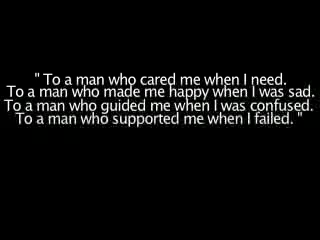 " To a man who cared me when I need.
To a man who made me happy when I was sad.
To a man who guided me when I was confused.
To a man who supported me when I failed. "